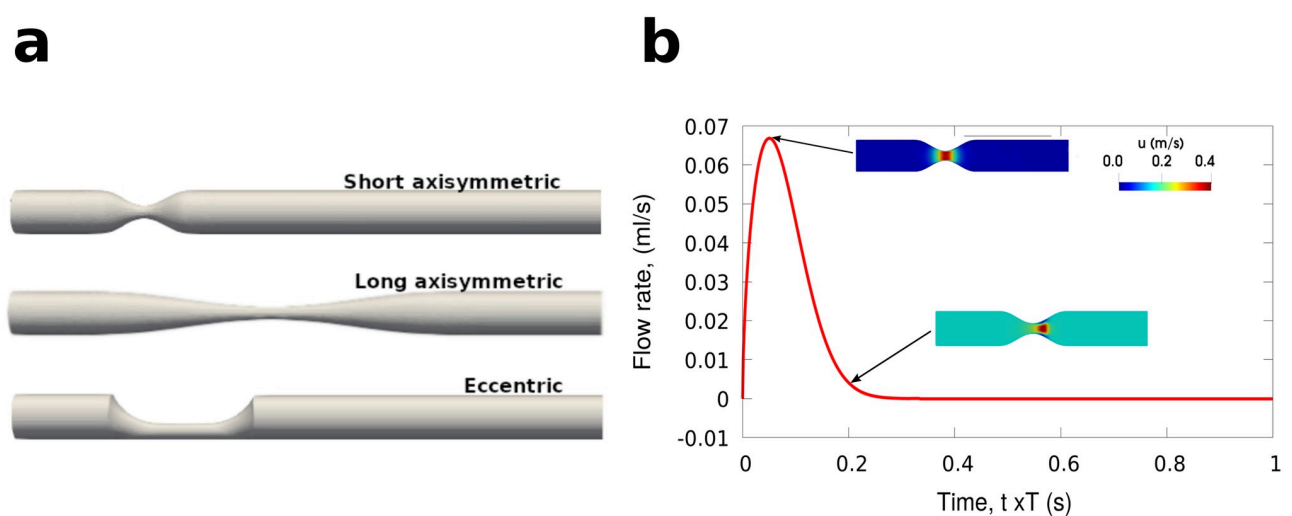 a
b
Short axisymmetric
Long axisymmetric
Eccentric
Flow rate, (ml/s)
0.07
0.06
0.05
0.04
0.03
0.02
0.01
0
-0.01
u (m/s)
0.0 0.2 0.4
0 0.2 0.4 0.6 0.8 1
Time, t xT (s)